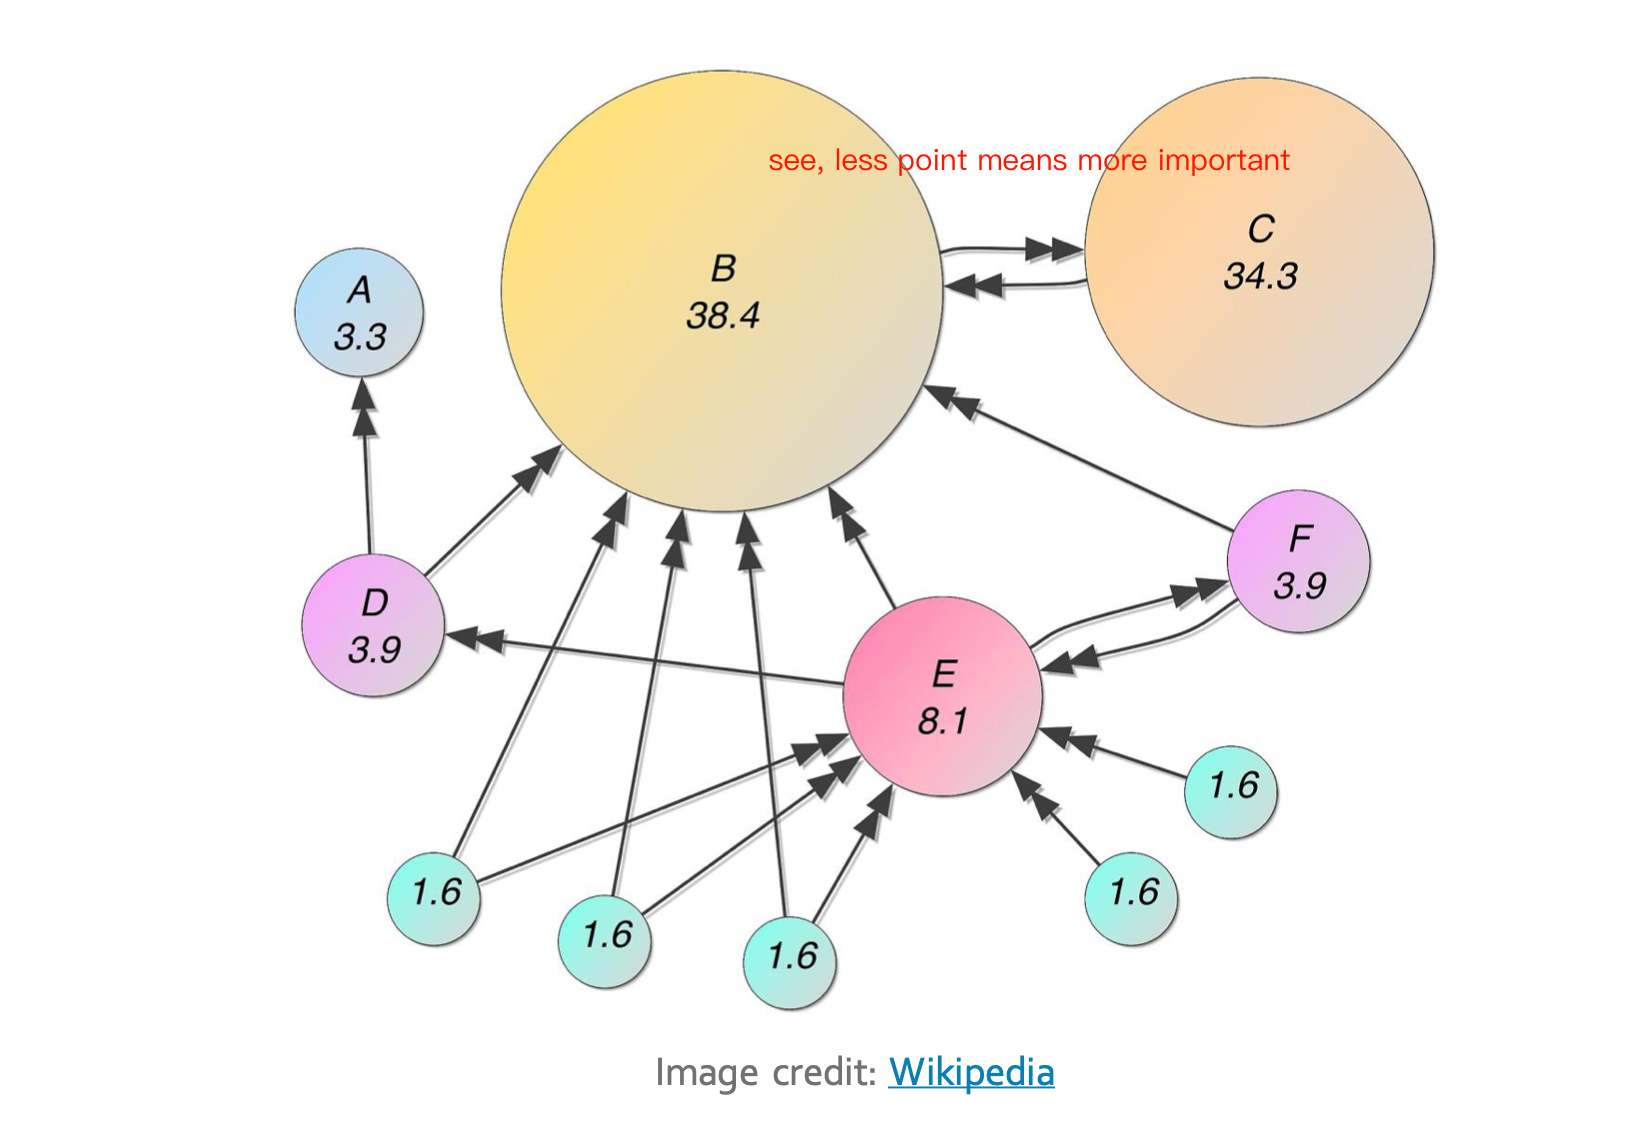 see, less point means more important
B
38.4
C
34.3
A
3.3
F
3.9
D
3.9
E
8.1
1.6
1.6
1.6
1.6
1.6
Image credit: Wikipedia